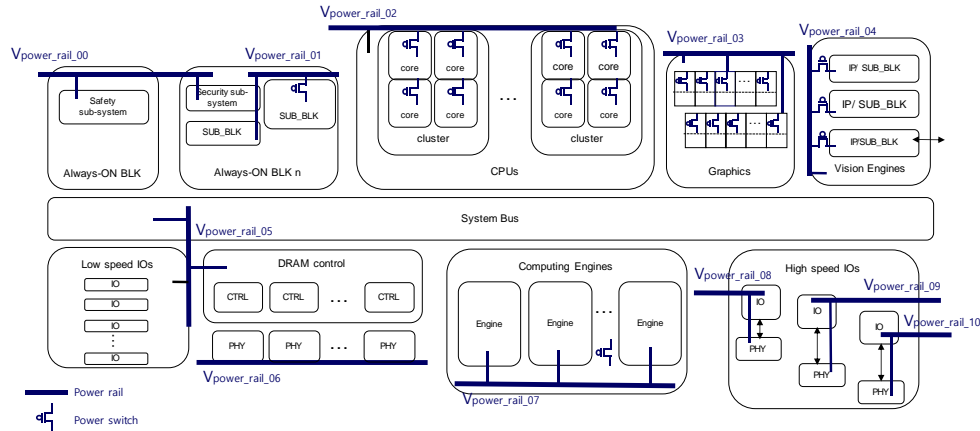 Vpower_rail_00
Vpower_rail_01
Vpower_rail_02
Vpower_rail_03
Vpower_rail_04
Safety
sub-system
Always-ON BLK
Security sub-
system
SUB_BLK
SUB_BLK
Always-ON BLK n
core
core
core
core
cluster
...
core
core
core
core
cluster
CPUs
...
...
Graphics
IP/ SUB_BLK
IP/ SUB_BLK
IP/SUB_BLK
Vision Engines
System Bus
Vpower_rail_05
Low speed IOs
IO
IO
IO
IO
DRAM control
CTRL
CTRL
...
CTRL
PHY
PHY
...
PHY
Vpower_rail_06
Computing Engines
Engine
Engine
...
Engine
Vpower_rail_07
High speed IOs
Vpower_rail_08
IO
PHY
Vpower_rail_09
IO
PHY
Vpower_rail_10
IO
PHY
Power rail
Power switch